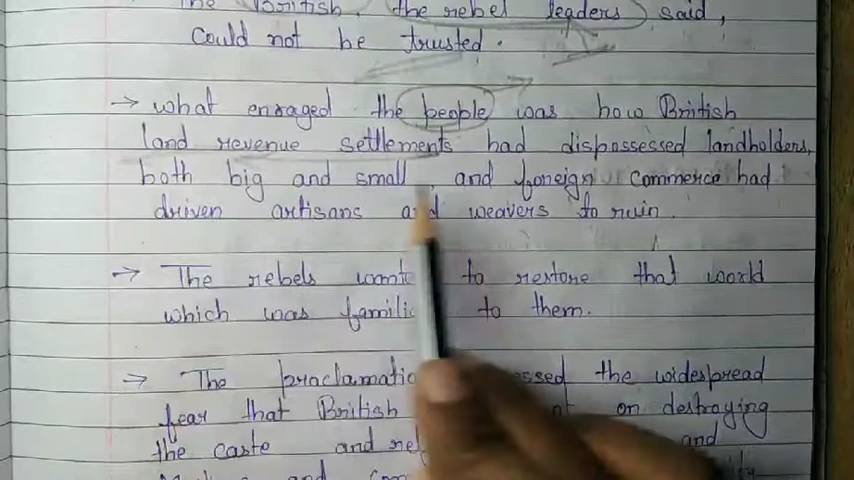 The British, the rebel leaders said,
Could not be trusted.
→ what enraged the people was how British
land revenue settlements had dispossessed landholders,
both big and small, and foreign commerce had
driven artisans and weavers to ruin.
→ The rebels to restore that world
which was to them.
→ The the widespread
fear that British on destroying
the caste and and
and